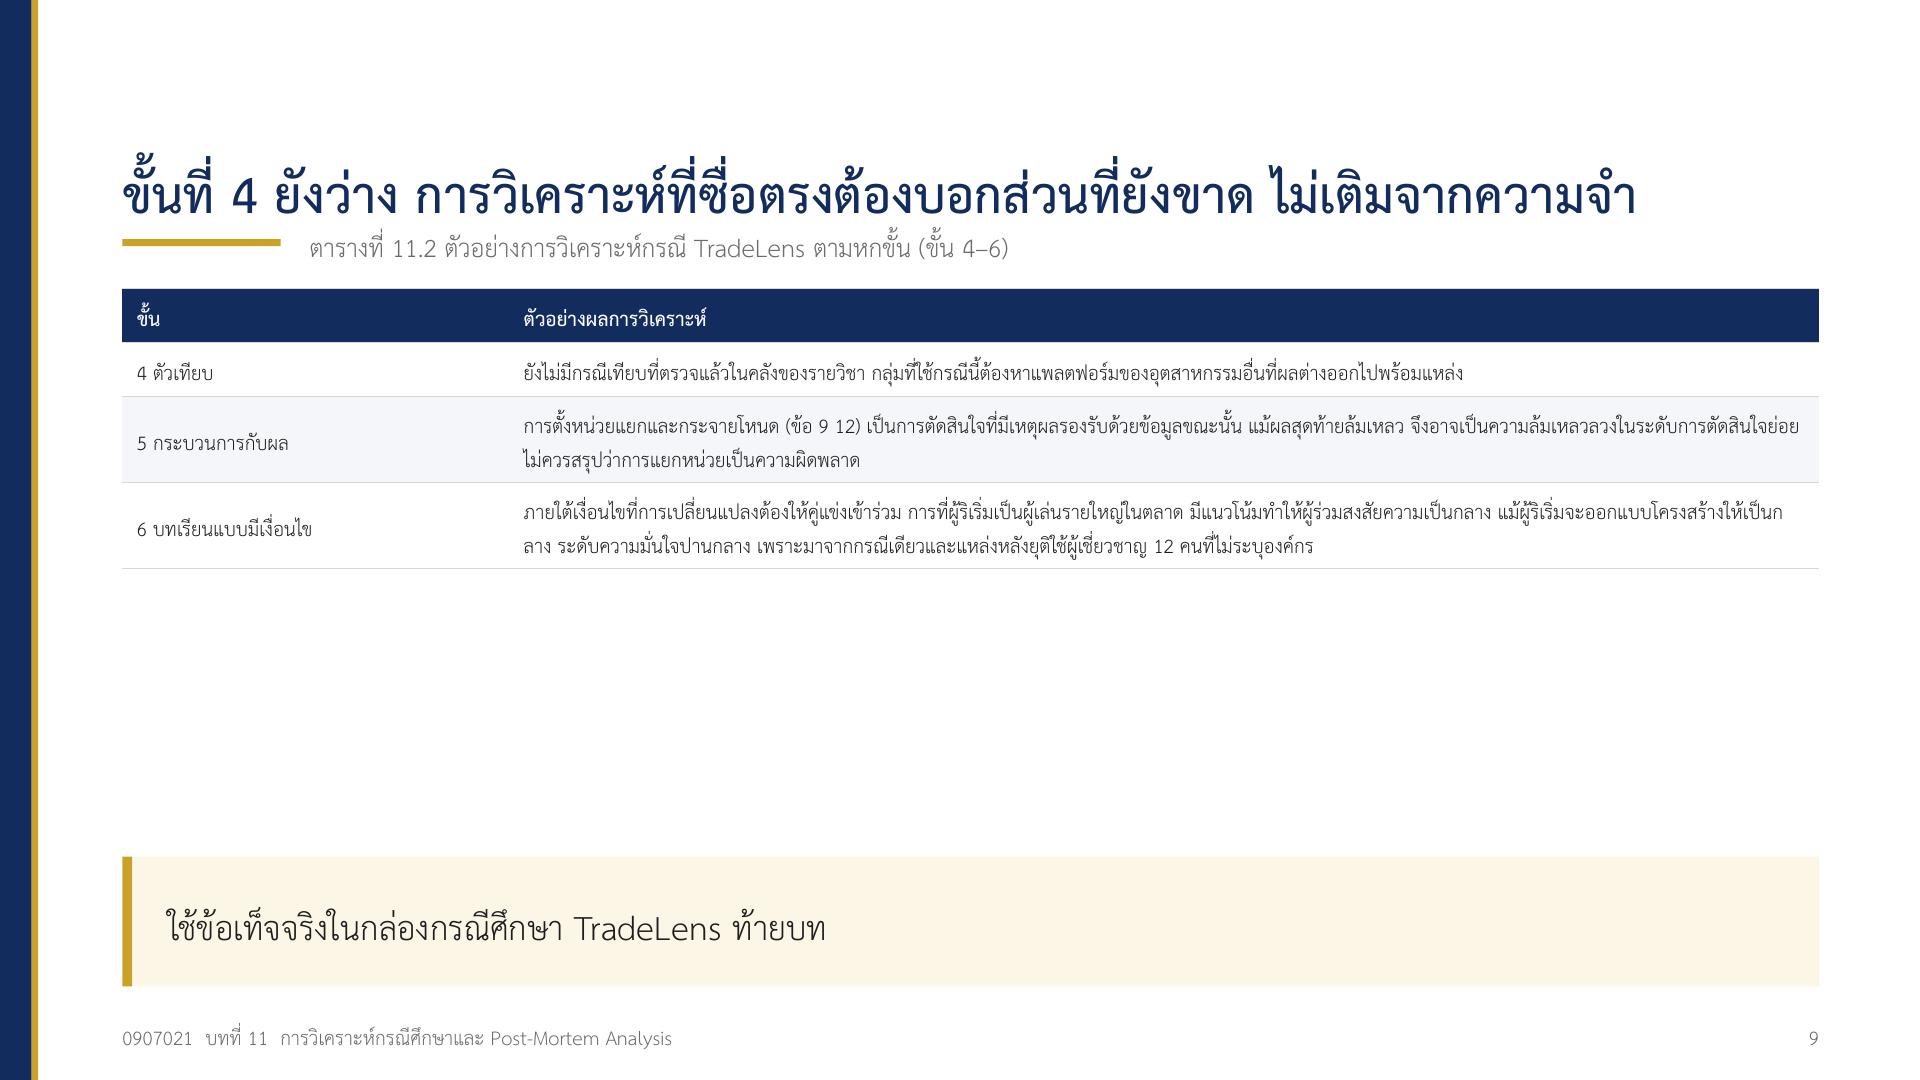 ขั้นที่ 4 ยังว่าง การวิเคราะห์ที่ซื่อตรงต้องบอกส่วนที่ยังขาด ไม่เติมจากความจำ
ตารางที่ 11.2 ตัวอย่างการวิเคราะห์กรณี TradeLens ตามหกขั้น (ขั้น 4–6)
ขั้น ตัวอย่างผลการวิเคราะห์
4 ตัวเทียบ ยังไม่มีกรณีเทียบที่ตรวจแล้วในคลังของรายวิชา กลุ่มที่ใช้กรณีนี้ต้องหาแพลตฟอร์มของอุตสาหกรรมอื่นที่ผลต่างออกไปพร้อมแหล่ง
5 กระบวนการกับผล การตั้งหน่วยแยกและกระจายโหนด (ข้อ 9 12) เป็นการตัดสินใจที่มีเหตุผลรองรับด้วยข้อมูลขณะนั้น แม้ผลสุดท้ายล้มเหลว จึงอาจเป็นความล้มเหลวลวงในระดับการตัดสินใจย่อย
ไม่ควรสรุปว่าการแยกหน่วยเป็นความผิดพลาด
6 บทเรียนแบบมีเงื่อนไข ภายใต้เงื่อนไขที่การเปลี่ยนแปลงต้องให้คู่แข่งเข้าร่วม การที่ผู้ริเริ่มเป็นผู้เล่นรายใหญ่ในตลาด มีแนวโน้มทำให้ผู้ร่วมสงสัยความเป็นกลาง แม้ผู้ริเริ่มจะออกแบบโครงสร้างให้เป็นก
ลาง ระดับความมั่นใจปานกลาง เพราะมาจากกรณีเดียวและแหล่งหลังยุติใช้ผู้เชี่ยวชาญ 12 คนที่ไม่ระบุองค์กร
ใช้ข้อเท็จจริงในกล่องกรณีศึกษา TradeLens ท้ายบท
0907021 บทที่ 11 การวิเคราะห์กรณีศึกษาและ Post-Mortem Analysis
9